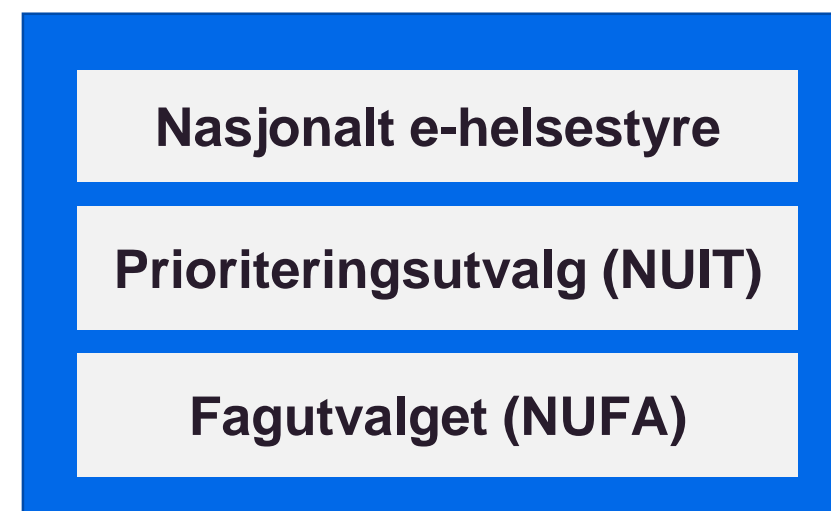 Nasjonalt e-helsestyre
Prioriteringsutvalg (NUIT)
Fagutvalget (NUFA)